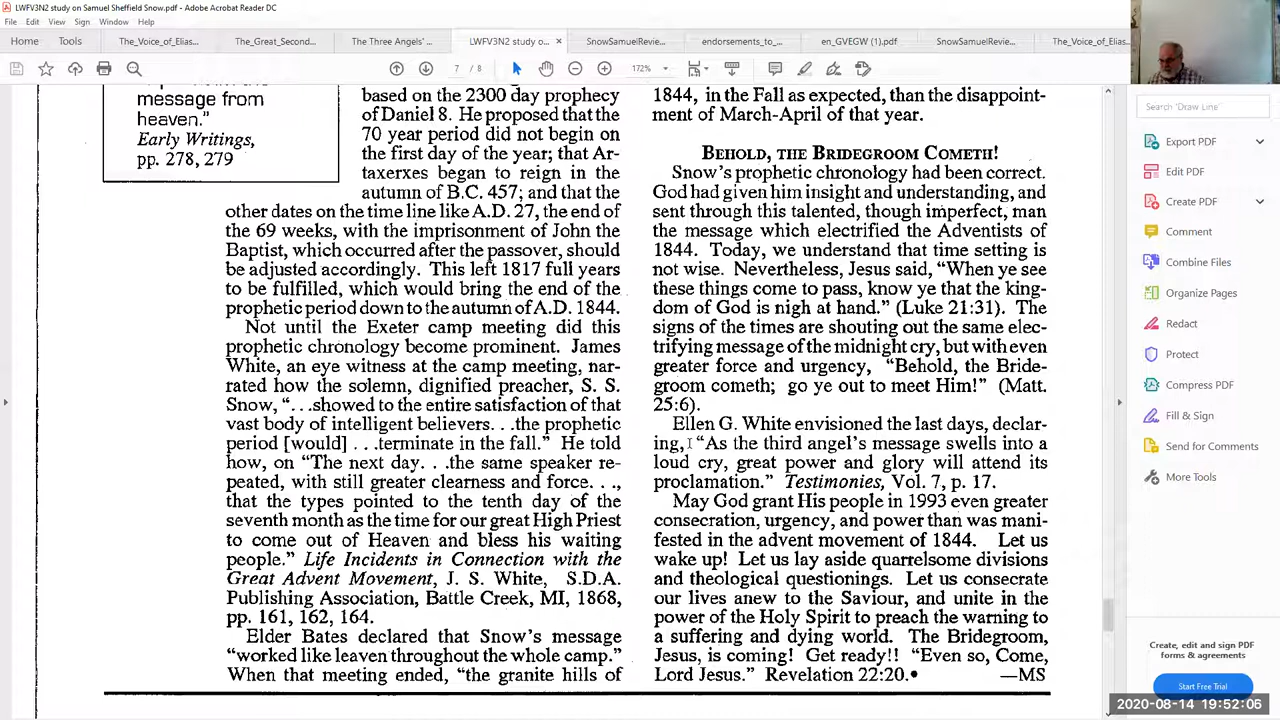 LWFV3N2 study on Samuel Sheffield Snow.pdf - Adobe Acrobat Reader DC
File Edit View Sign Window Help
Home Tools The_Voice_of_Elias... The_Great_Second... The Three Angels' ... LWFV3N2 study o... × SnowSamuelRevie... endorsements_to_... en_GVEGW (1).pdf SnowSamuelRevie... The_Voice_of_Elias...
7 / 8 172%
message from
heaven."
Early Writings,
pp. 278, 279
based on the 2300 day prophecy
of Daniel 8. He proposed that the
70 year period did not begin on
the first day of the year; that Ar-
taxerxes began to reign in the
autumn of B.C. 457; and that the
other dates on the time line like A.D. 27, the end of
the 69 weeks, with the imprisonment of John the
Baptist, which occurred after the passover, should
be adjusted accordingly. This left 1817 full years
to be fulfilled, which would bring the end of the
prophetic period down to the autumn of A.D. 1844.
Not until the Exeter camp meeting did this
prophetic chronology become prominent. James
White, an eye witness at the camp meeting, nar-
rated how the solemn, dignified preacher, S. S.
Snow, ". . .showed to the entire satisfaction of that
vast body of intelligent believers. . .the prophetic
period [would] . . .terminate in the fall." He told
how, on "The next day. . .the same speaker re-
peated, with still greater clearness and force. . .,
that the types pointed to the tenth day of the
seventh month as the time for our great High Priest
to come out of Heaven and bless his waiting
people." Life Incidents in Connection with the
Great Advent Movement, J. S. White, S.D.A.
Publishing Association, Battle Creek, MI, 1868,
pp. 161, 162, 164.
Elder Bates declared that Snow's message
"worked like leaven throughout the whole camp."
When that meeting ended, "the granite hills of
1844, in the Fall as expected, than the disappoint-
ment of March-April of that year.
BEHOLD, THE BRIDEGROOM COMETH!
Snow's prophetic chronology had been correct.
God had given him insight and understanding, and
sent through this talented, though imperfect, man
the message which electrified the Adventists of
1844. Today, we understand that time setting is
not wise. Nevertheless, Jesus said, "When ye see
these things come to pass, know ye that the king-
dom of God is nigh at hand." (Luke 21:31). The
signs of the times are shouting out the same elec-
trifying message of the midnight cry, but with even
greater force and urgency, "Behold, the Bride-
groom cometh; go ye out to meet Him!" (Matt.
25:6).
Ellen G. White envisioned the last days, declar-
ing, "As the third angel's message swells into a
loud cry, great power and glory will attend its
proclamation." Testimonies, Vol. 7, p. 17.
May God grant His people in 1993 even greater
consecration, urgency, and power than was mani-
fested in the advent movement of 1844. Let us
wake up! Let us lay aside quarrelsome divisions
and theological questionings. Let us consecrate
our lives anew to the Saviour, and unite in the
power of the Holy Spirit to preach the warning to
a suffering and dying world. The Bridegroom,
Jesus, is coming! Get ready!! "Even so, Come,
Lord Jesus." Revelation 22:20.• —MS
Search 'Draw Line'
Export PDF
Edit PDF
Create PDF
Comment
Combine Files
Organize Pages
Redact
Protect
Compress PDF
Fill & Sign
Send for Comments
More Tools
Create, edit and sign PDF
forms & agreements
Start Free Trial
2020-08-14 19:52:06